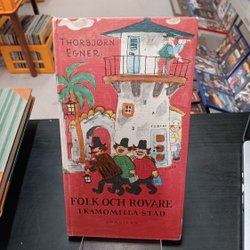 THORBJØRN
EGNER
FOLK OCH RÖVARE
I KAMOMILLA STAD